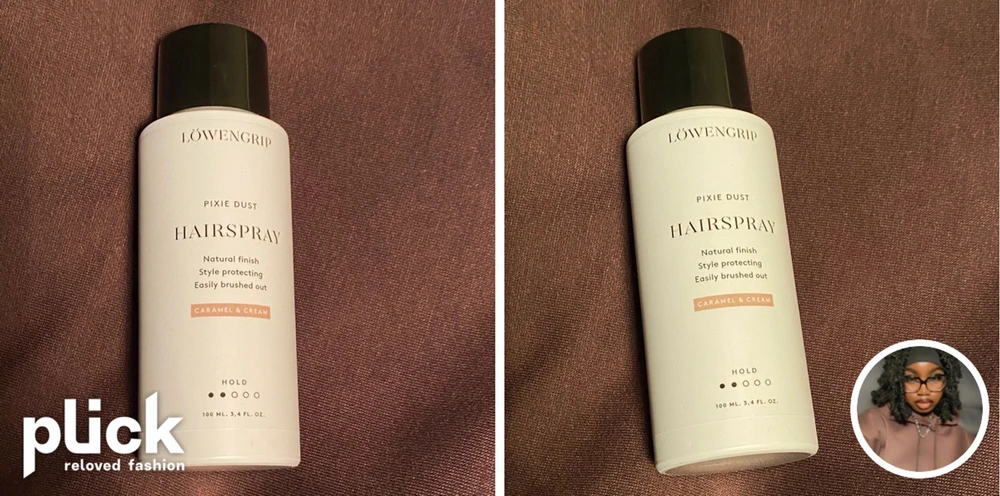 LÖWENGRIP
PIXIE DUST
HAIRSPRAY
Natural finish
Style protecting
Easily brushed out
CARAMEL & CREAM
HOLD
100 ML. 3,4 FL. OZ.
plick
reloved fashion
LÖWENGRIP
PIXIE DUST
HAIRSPRAY
Natural finish
Style protecting
Easily brushed out
CARAMEL & CREAM
HOLD
100 ML. 3,4 FL. OZ.